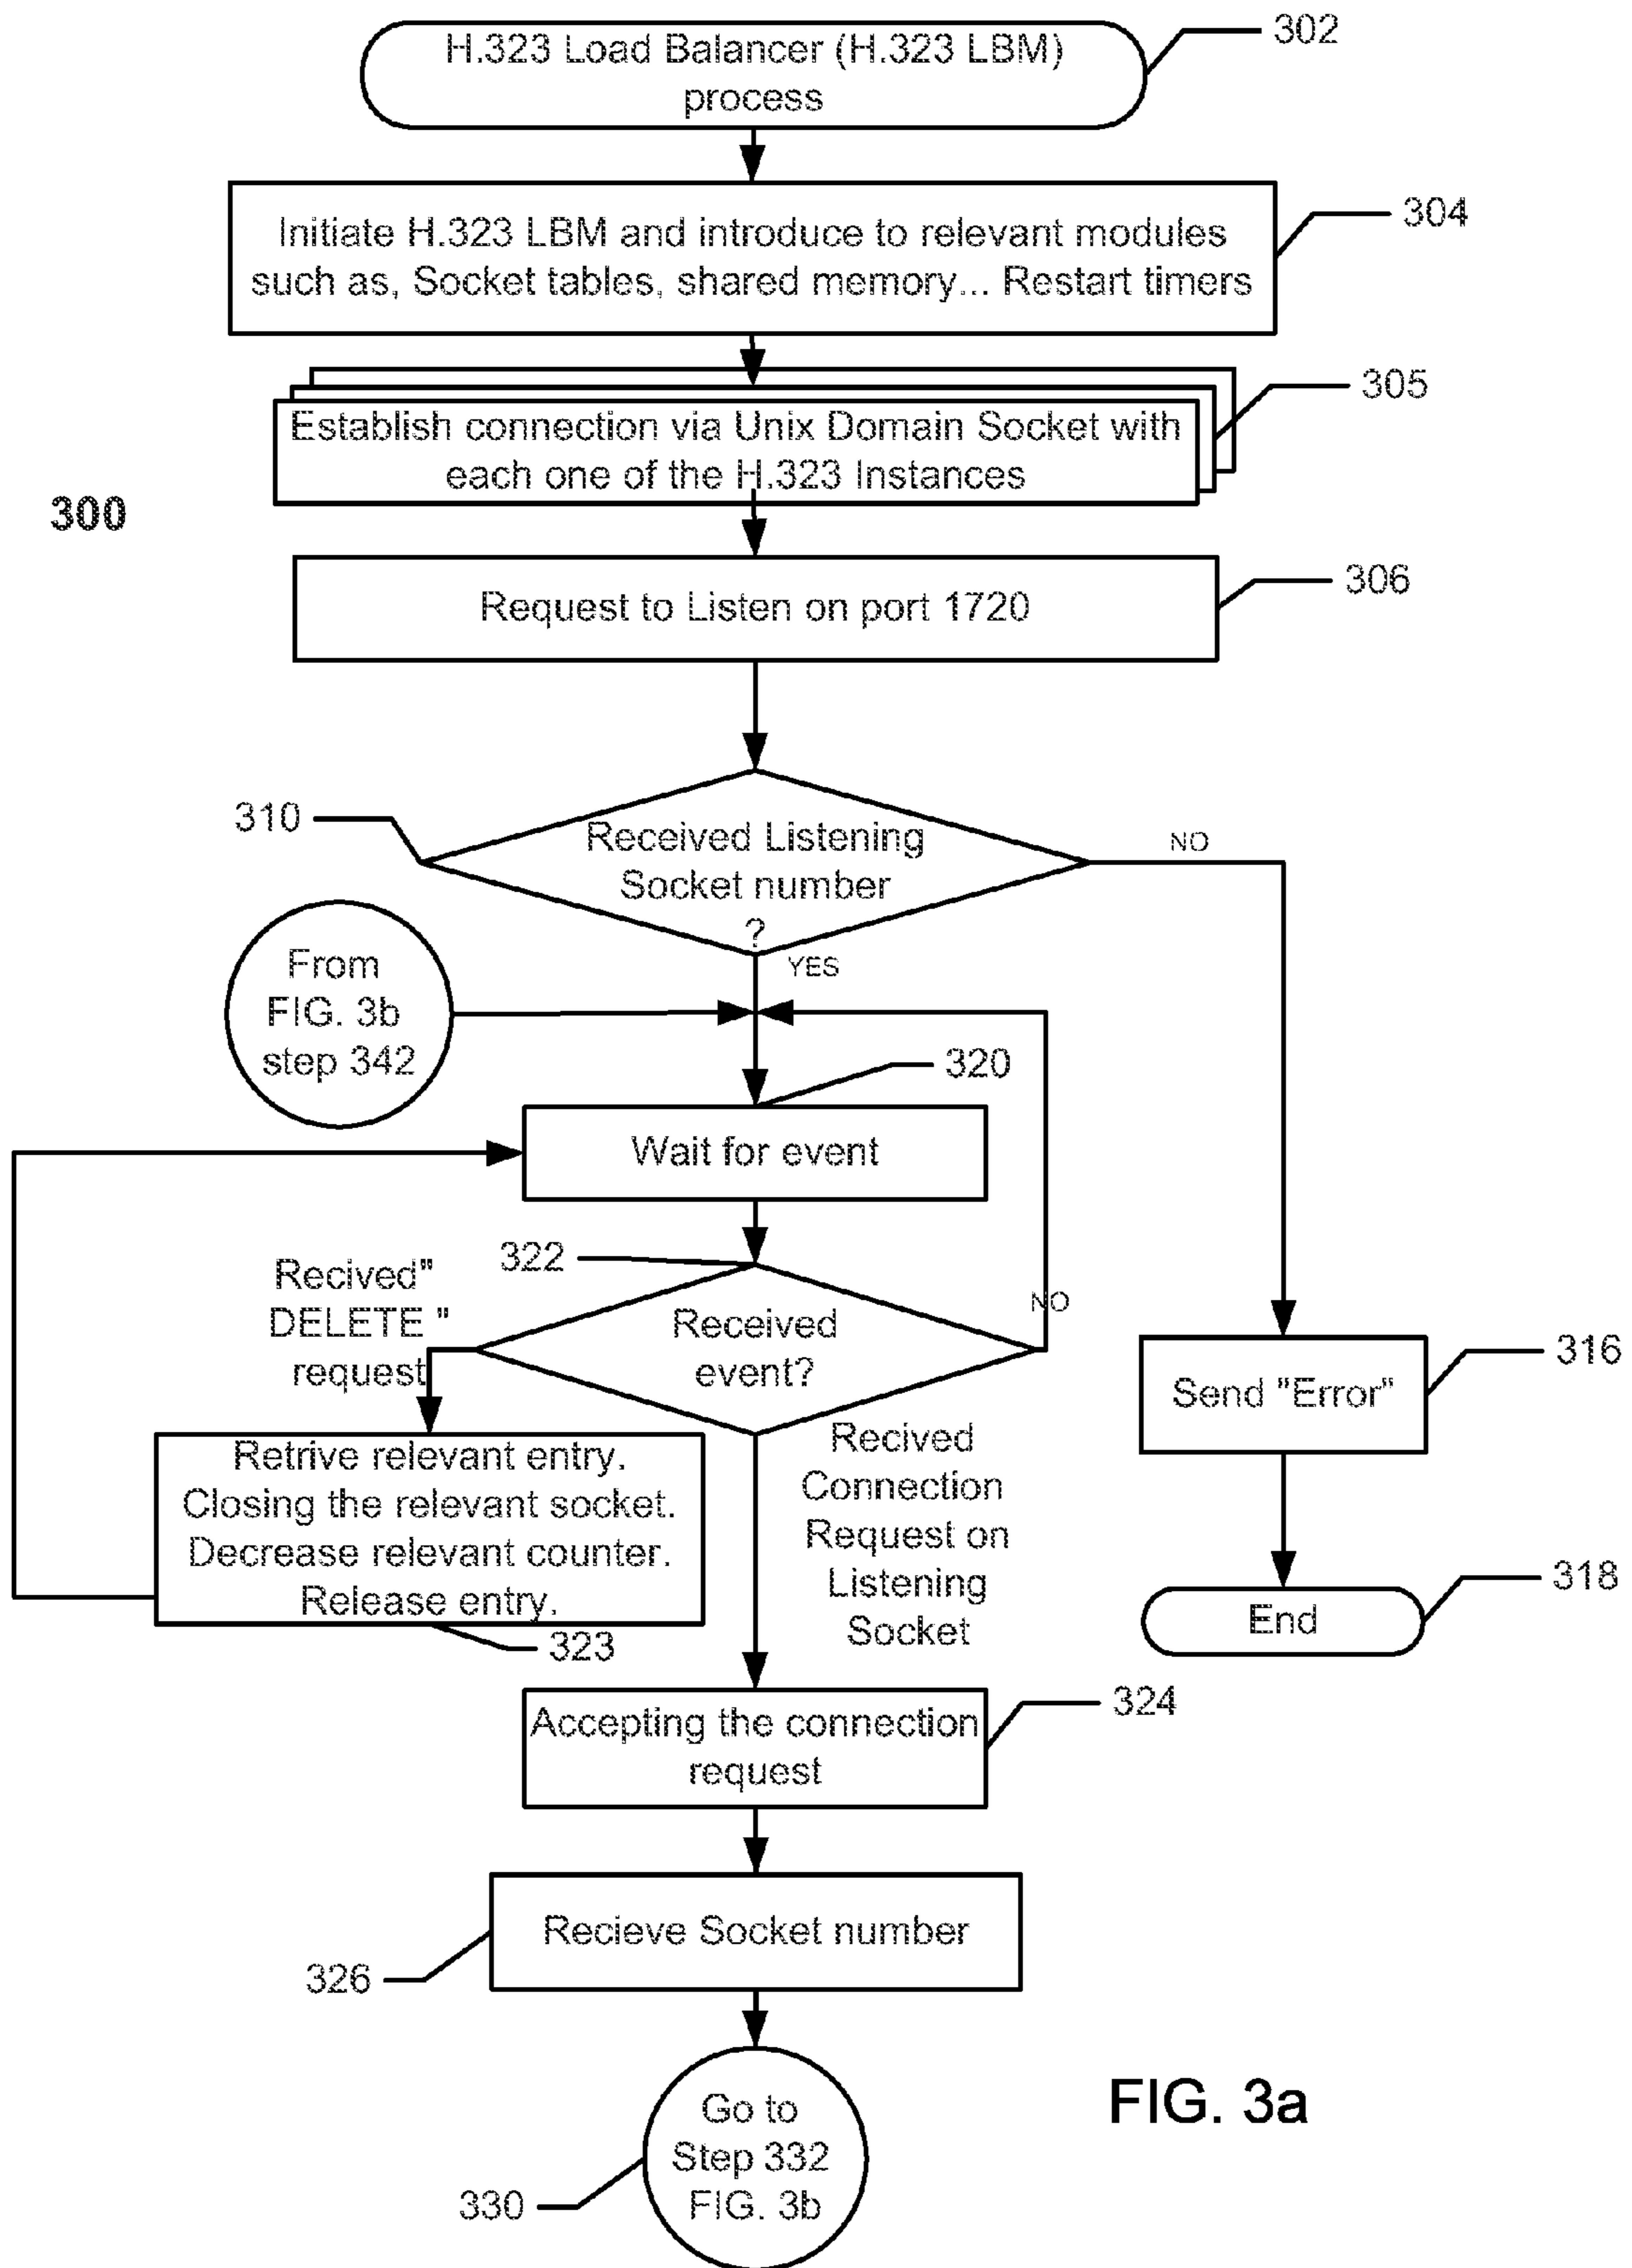 H.323 Load Balancer (H.323 LBM)
process
302
Initiate H.323 LBM and introduce to relevant modules
such as, Socket tables, shared memory... Restart timers
304
Establish connection via Unix Domain Socket with
each one of the H.323 Instances
305
300
Request to Listen on port 1720
306
310
Received Listening
Socket number
?
NO
YES
From
FIG. 3b
step 342
320
Wait for event
322
Recived"
DELETE "
request
Received
event?
NO
316
Send "Error"
Retrive relevant entry.
Closing the relevant socket.
Decrease relevant counter.
Release entry.
323
Recived
Connection
Request on
Listening
Socket
318
End
324
Accepting the connection
request
Recieve Socket number
326
Go to
Step 332
FIG. 3b
330
FIG. 3a